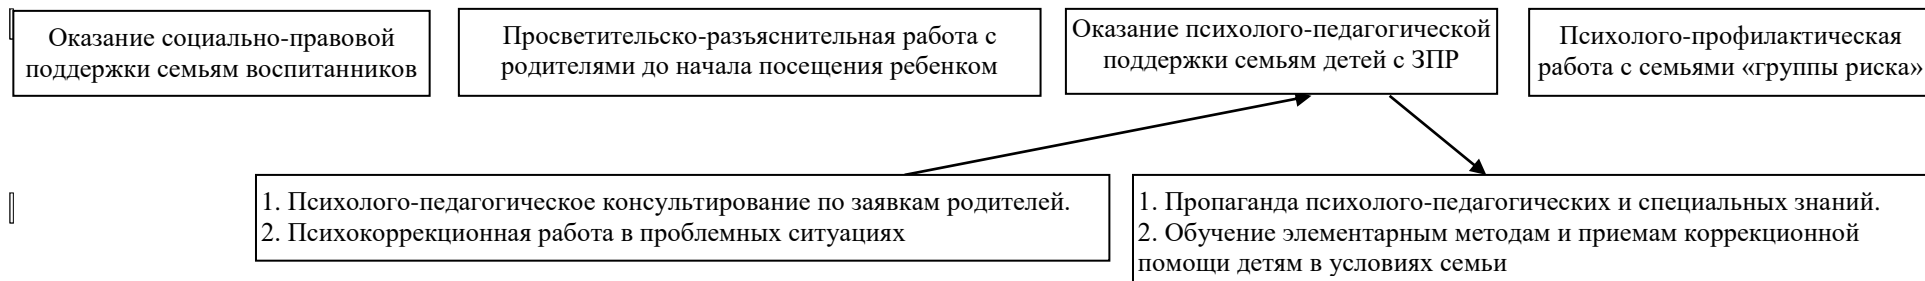 Оказание социально-правовой
поддержки семьям воспитанников
Просветительско-разъяснительная работа с
родителями до начала посещения ребенком
Оказание психолого-педагогической
поддержки семьям детей с ЗПР
Психолого-профилактическая
работа с семьями «группы риска»
1. Психолого-педагогическое консультирование по заявкам родителей.
2. Психокоррекционная работа в проблемных ситуациях
1. Пропаганда психолого-педагогических и специальных знаний.
2. Обучение элементарным методам и приемам коррекционной
помощи детям в условиях семьи